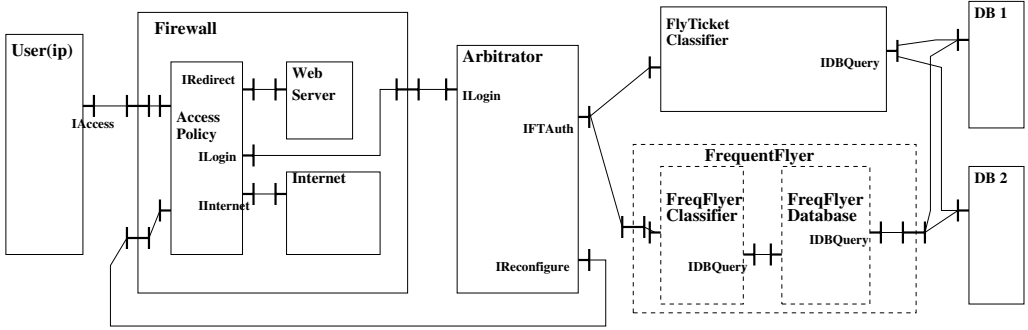 User(ip)
IAccess
Firewall
IRedirect
Access
Policy
ILogin
IInternet
Web
Server
Internet
Arbitrator
ILogin
IFTAuth
IReconfigure
FlyTicket
Classifier
IDBQuery
FrequentFlyer
FreqFlyer
Classifier
IDBQuery
FreqFlyer
Database
IDBQuery
DB 1
DB 2